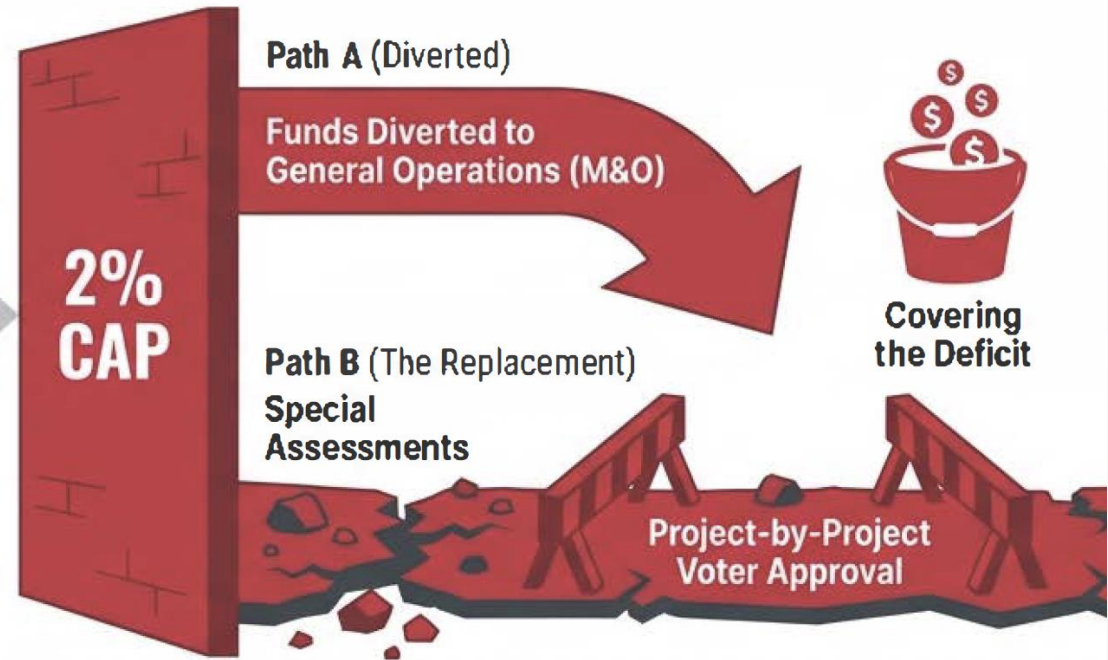 2%
CAP
Path A (Diverted)
Funds Diverted to
General Operations (M&O)
$
$
$
$
Covering
the Deficit
Path B (The Replacement)
Special
Assessments
Project-by-Project
Voter Approval